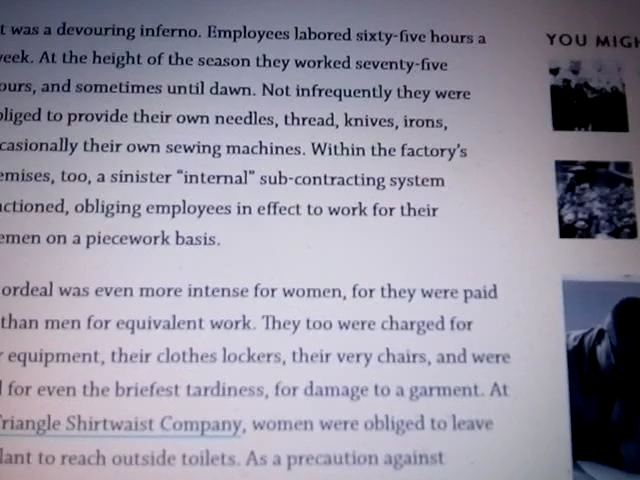 t was a devouring inferno. Employees labored sixty-five hours a
week. At the height of the season they worked seventy-five
ours, and sometimes until dawn. Not infrequently they were
bliged to provide their own needles, thread, knives, irons,
casionally their own sewing machines. Within the factory's
emises, too, a sinister “internal” sub-contracting system
nctioned, obliging employees in effect to work for their
emen on a piecework basis.
ordeal was even more intense for women, for they were paid
than men for equivalent work. They too were charged for
r equipment, their clothes lockers, their very chairs, and were
d for even the briefest tardiness, for damage to a garment. At
Triangle Shirtwaist Company, women were obliged to leave
lant to reach outside toilets. As a precaution against
YOU MIGH